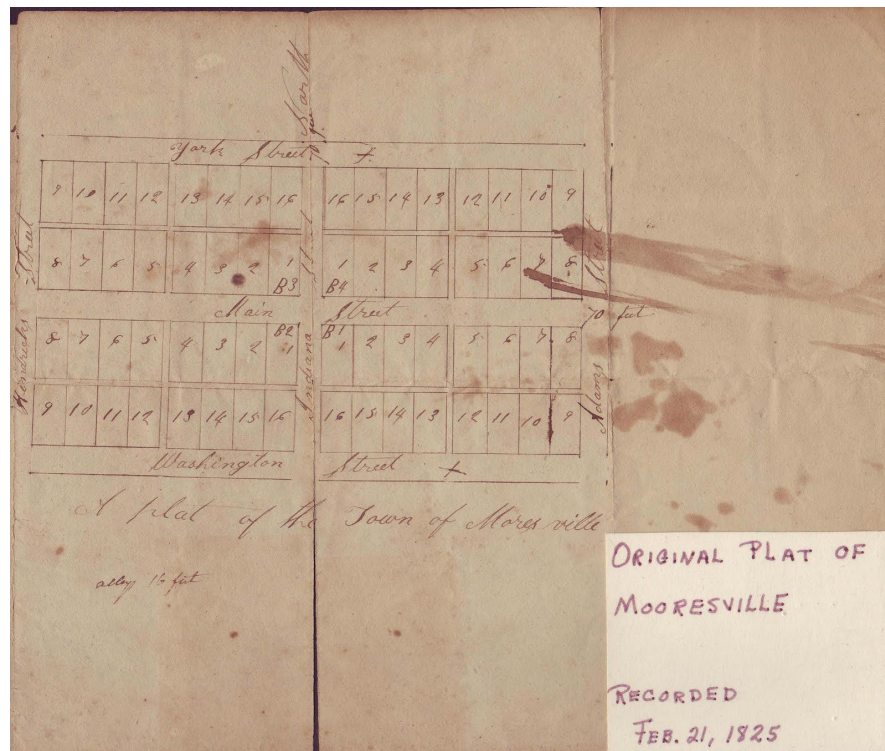 North
York Street 70 feet
9 10 11 12 13 14 15 16 16 15 14 13 12 11 10 9
8 7 6 5 4 3 2 1 1 2 3 4 5 6 7 8
B3 B4
Hendricks Street
Indiana Street
Adams Street
Main Street 70 feet
B2 B1
8 7 6 5 4 3 2 1 1 2 3 4 5 6 7 8
9 10 11 12 13 14 15 16 16 15 14 13 12 11 10 9
Washington Street
A plat of the Town of Moresville
alley feet
ORIGINAL PLAT OF
MOORESVILLE
RECORDED
FEB. 21, 1825